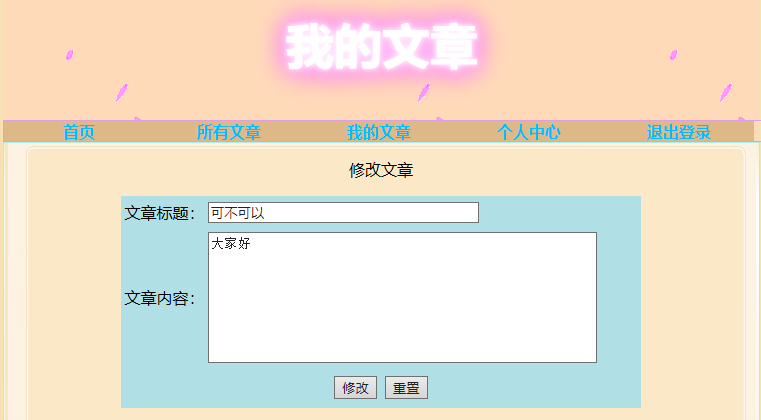 我的文章
首页 所有文章 我的文章 个人中心 退出登录
修改文章
文章标题： 可不可以
大家好
文章内容：
修改 重置